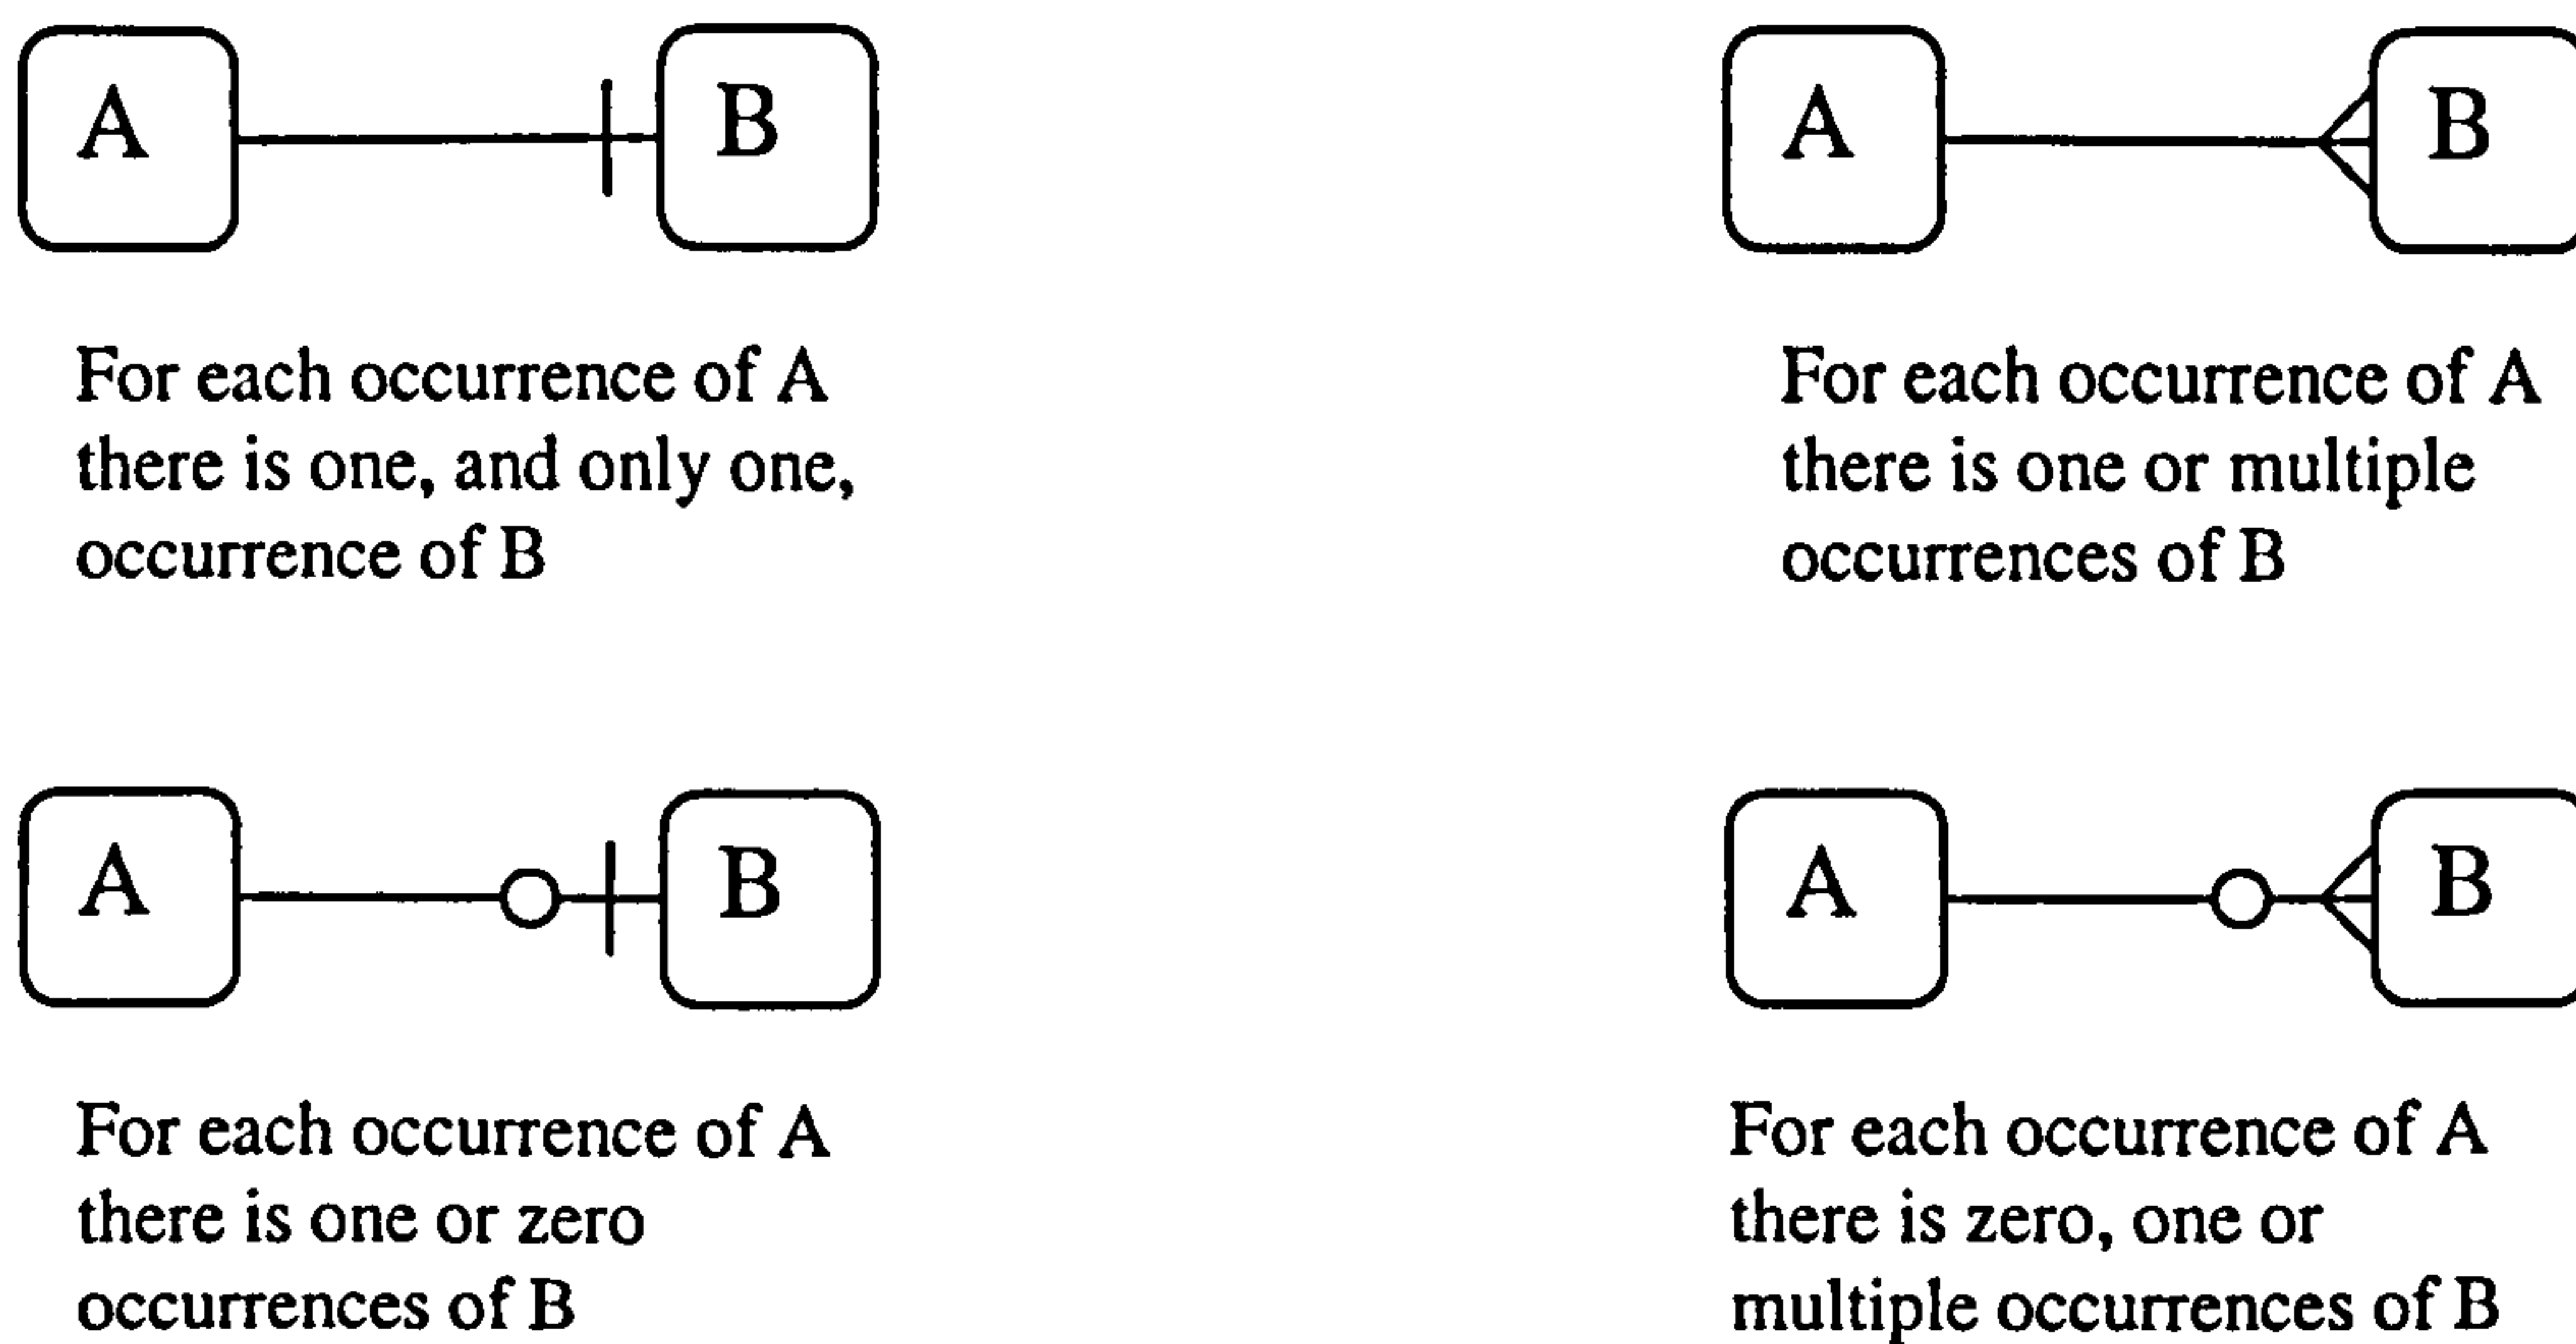 A
B
For each occurrence of A
there is one, and only one,
occurrence of B
A
B
For each occurrence of A
there is one or multiple
occurrences of B
A
B
For each occurrence of A
there is one or zero
occurrences of B
A
B
For each occurrence of A
there is zero, one or
multiple occurrences of B